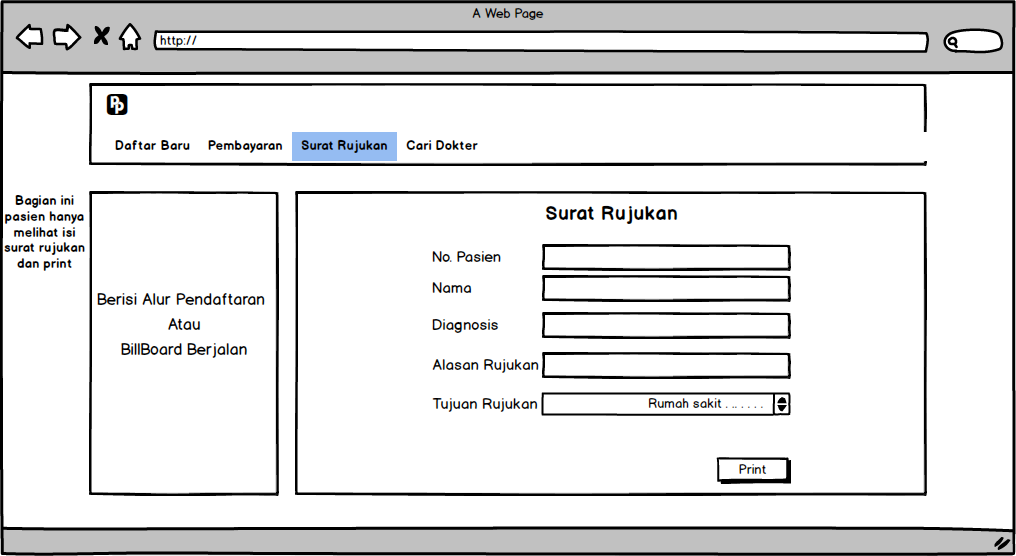 A Web Page
http://
Pp
Daftar Baru Pembayaran Surat Rujukan Cari Dokter
Bagian ini
pasien hanya
melihat isi
surat rujukan
dan print
Berisi Alur Pendaftaran
Atau
BillBoard Berjalan
Surat Rujukan
No. Pasien
Nama
Diagnosis
Alasan Rujukan
Tujuan Rujukan Rumah sakit . .. . . . .
Print